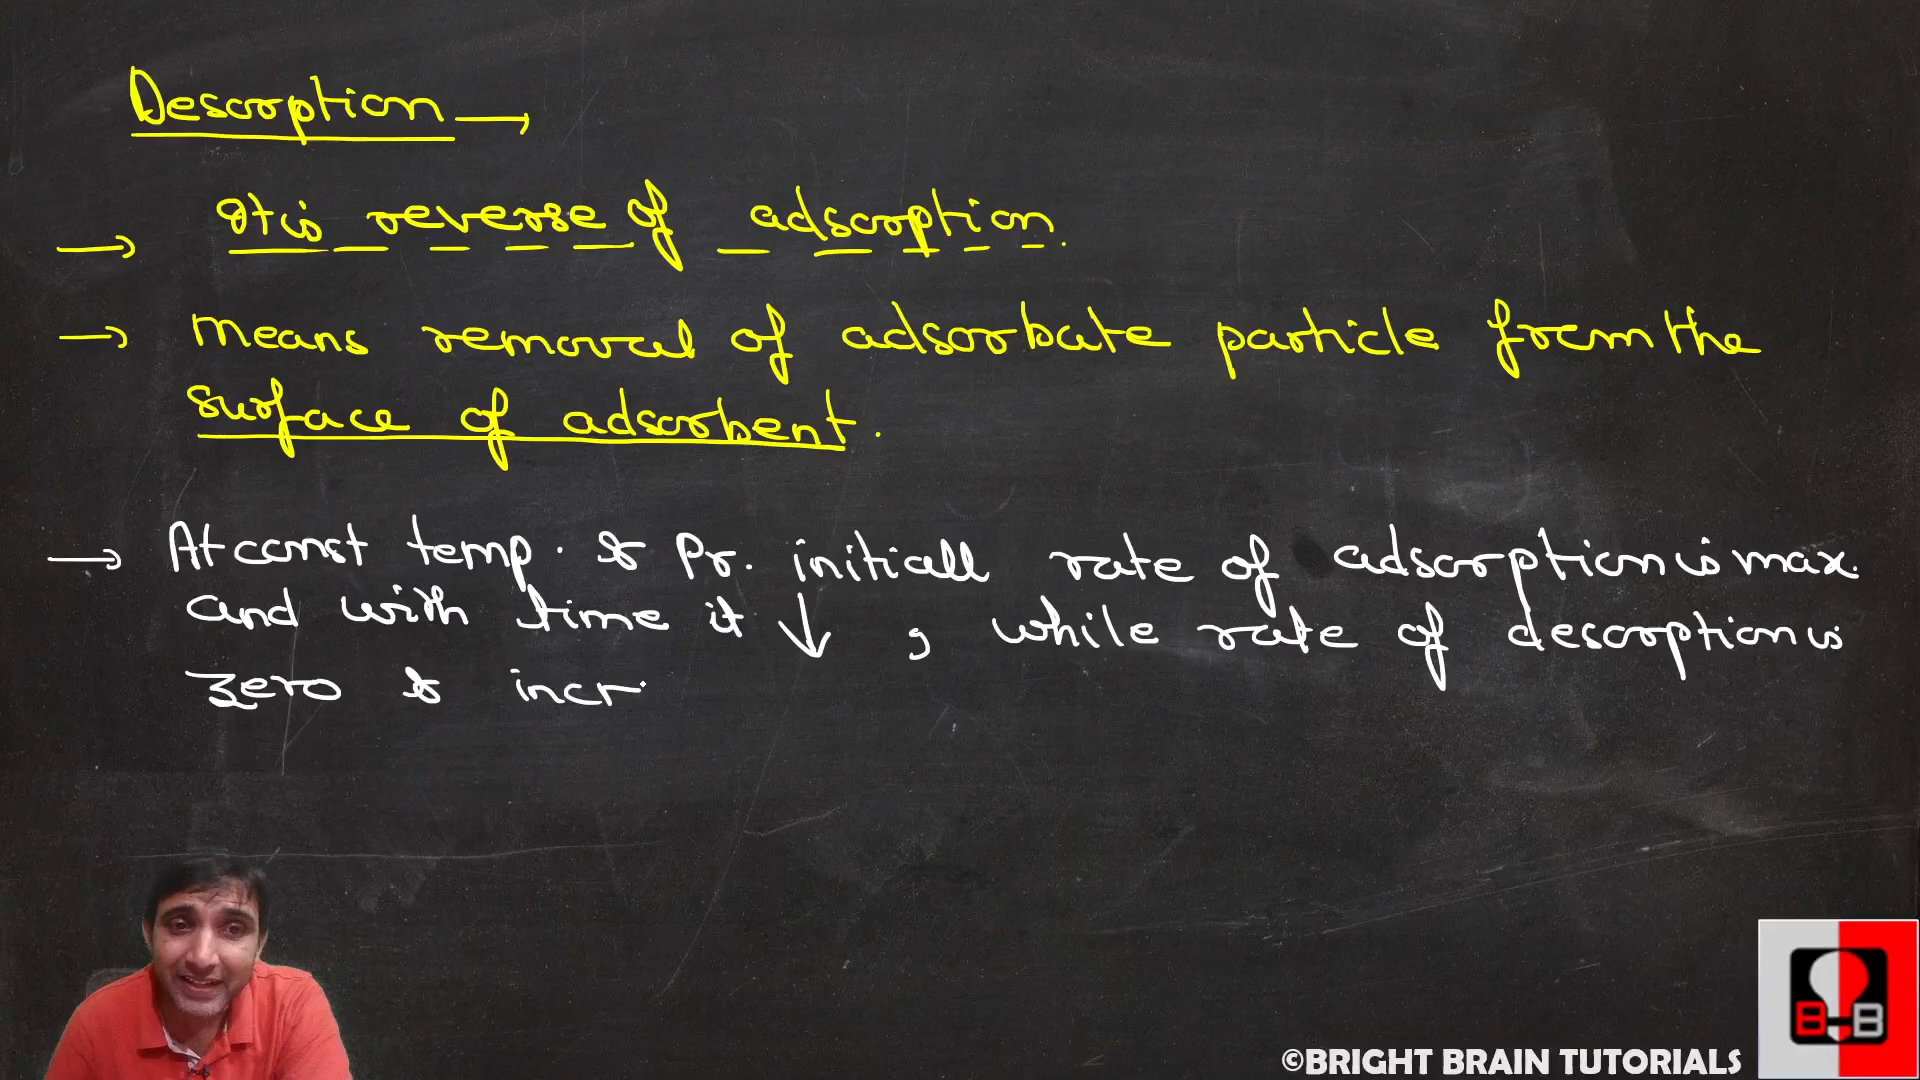 Desorption →
→ It is reverse of adsorption.
→ means removal of adsorbate particle from the
surface of adsorbent.
→ At const temp. & Pr. initiall rate of adsorption is max.
and with time it ↓ , while rate of desorption is
zero & incr
B B
©BRIGHT BRAIN TUTORIALS